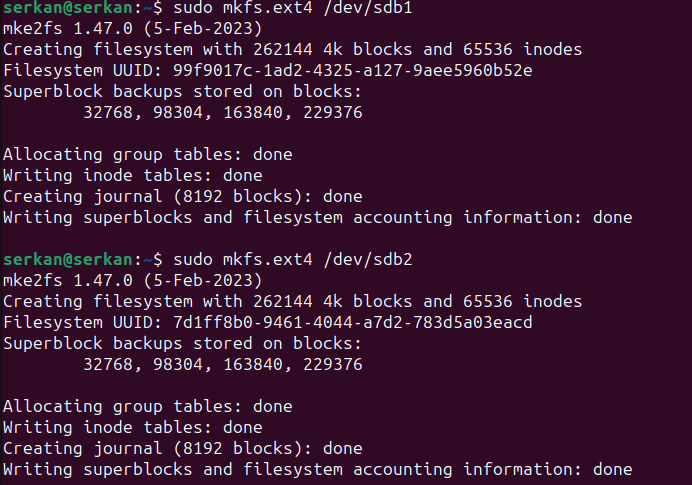 serkan@serkan:~$ sudo mkfs.ext4 /dev/sdb1
mke2fs 1.47.0 (5-Feb-2023)
Creating filesystem with 262144 4k blocks and 65536 inodes
Filesystem UUID: 99f9017c-1ad2-4325-a127-9aee5960b52e
Superblock backups stored on blocks:
        32768, 98304, 163840, 229376

Allocating group tables: done
Writing inode tables: done
Creating journal (8192 blocks): done
Writing superblocks and filesystem accounting information: done

serkan@serkan:~$ sudo mkfs.ext4 /dev/sdb2
mke2fs 1.47.0 (5-Feb-2023)
Creating filesystem with 262144 4k blocks and 65536 inodes
Filesystem UUID: 7d1ff8b0-9461-4044-a7d2-783d5a03eacd
Superblock backups stored on blocks:
        32768, 98304, 163840, 229376

Allocating group tables: done
Writing inode tables: done
Creating journal (8192 blocks): done
Writing superblocks and filesystem accounting information: done